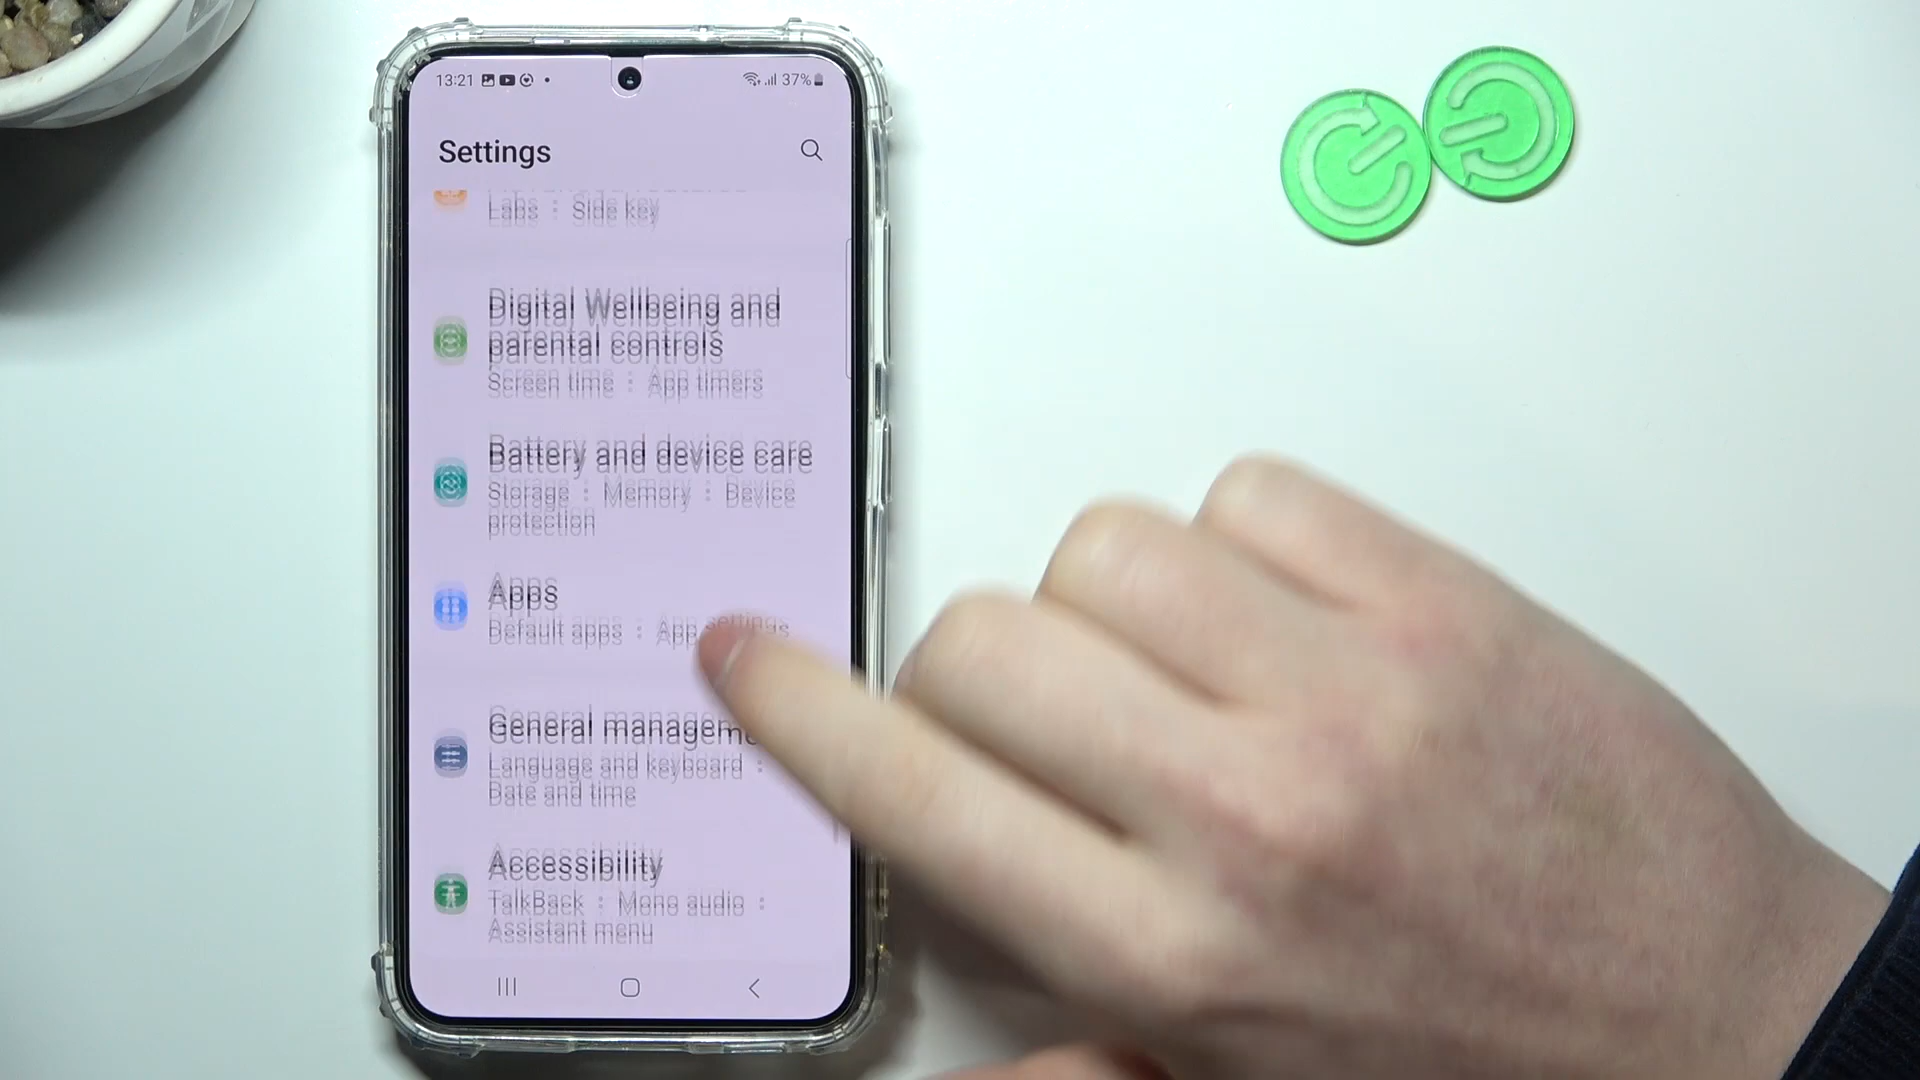 13:21
37%
Settings
Labs : Side key
Digital Wellbeing and
parental controls
Screen time : App timers
Battery and device care
Storage : Memory : Device
protection
Apps
Default apps : App settings
General manageme
Language and keyboard :
Date and time
Accessibility
TalkBack : Mono audio :
Assistant menu